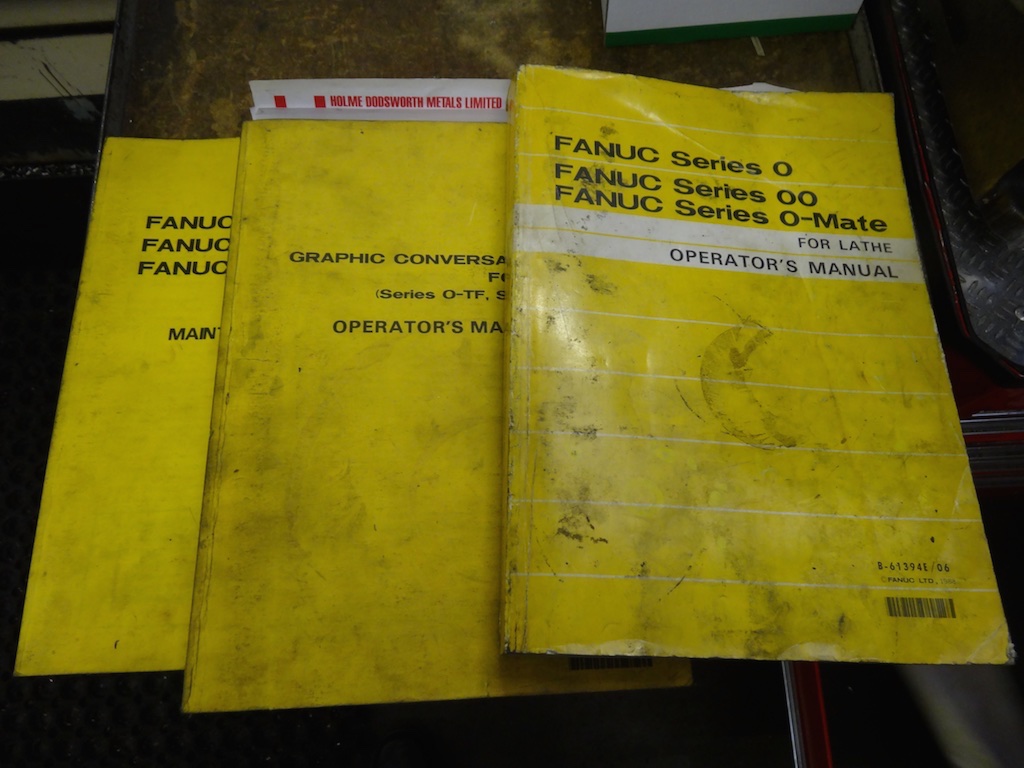 HOLME DODSWORTH METALS LIMITED
FANUC
FANUC
FANUC
MAINT
GRAPHIC CONVERSA
FO
(Series 0-TF, S
OPERATOR'S MA
FANUC Series 0
FANUC Series 00
FANUC Series 0-Mate
FOR LATHE
OPERATOR'S MANUAL
B-61394E/06
© FANUC LTD.,